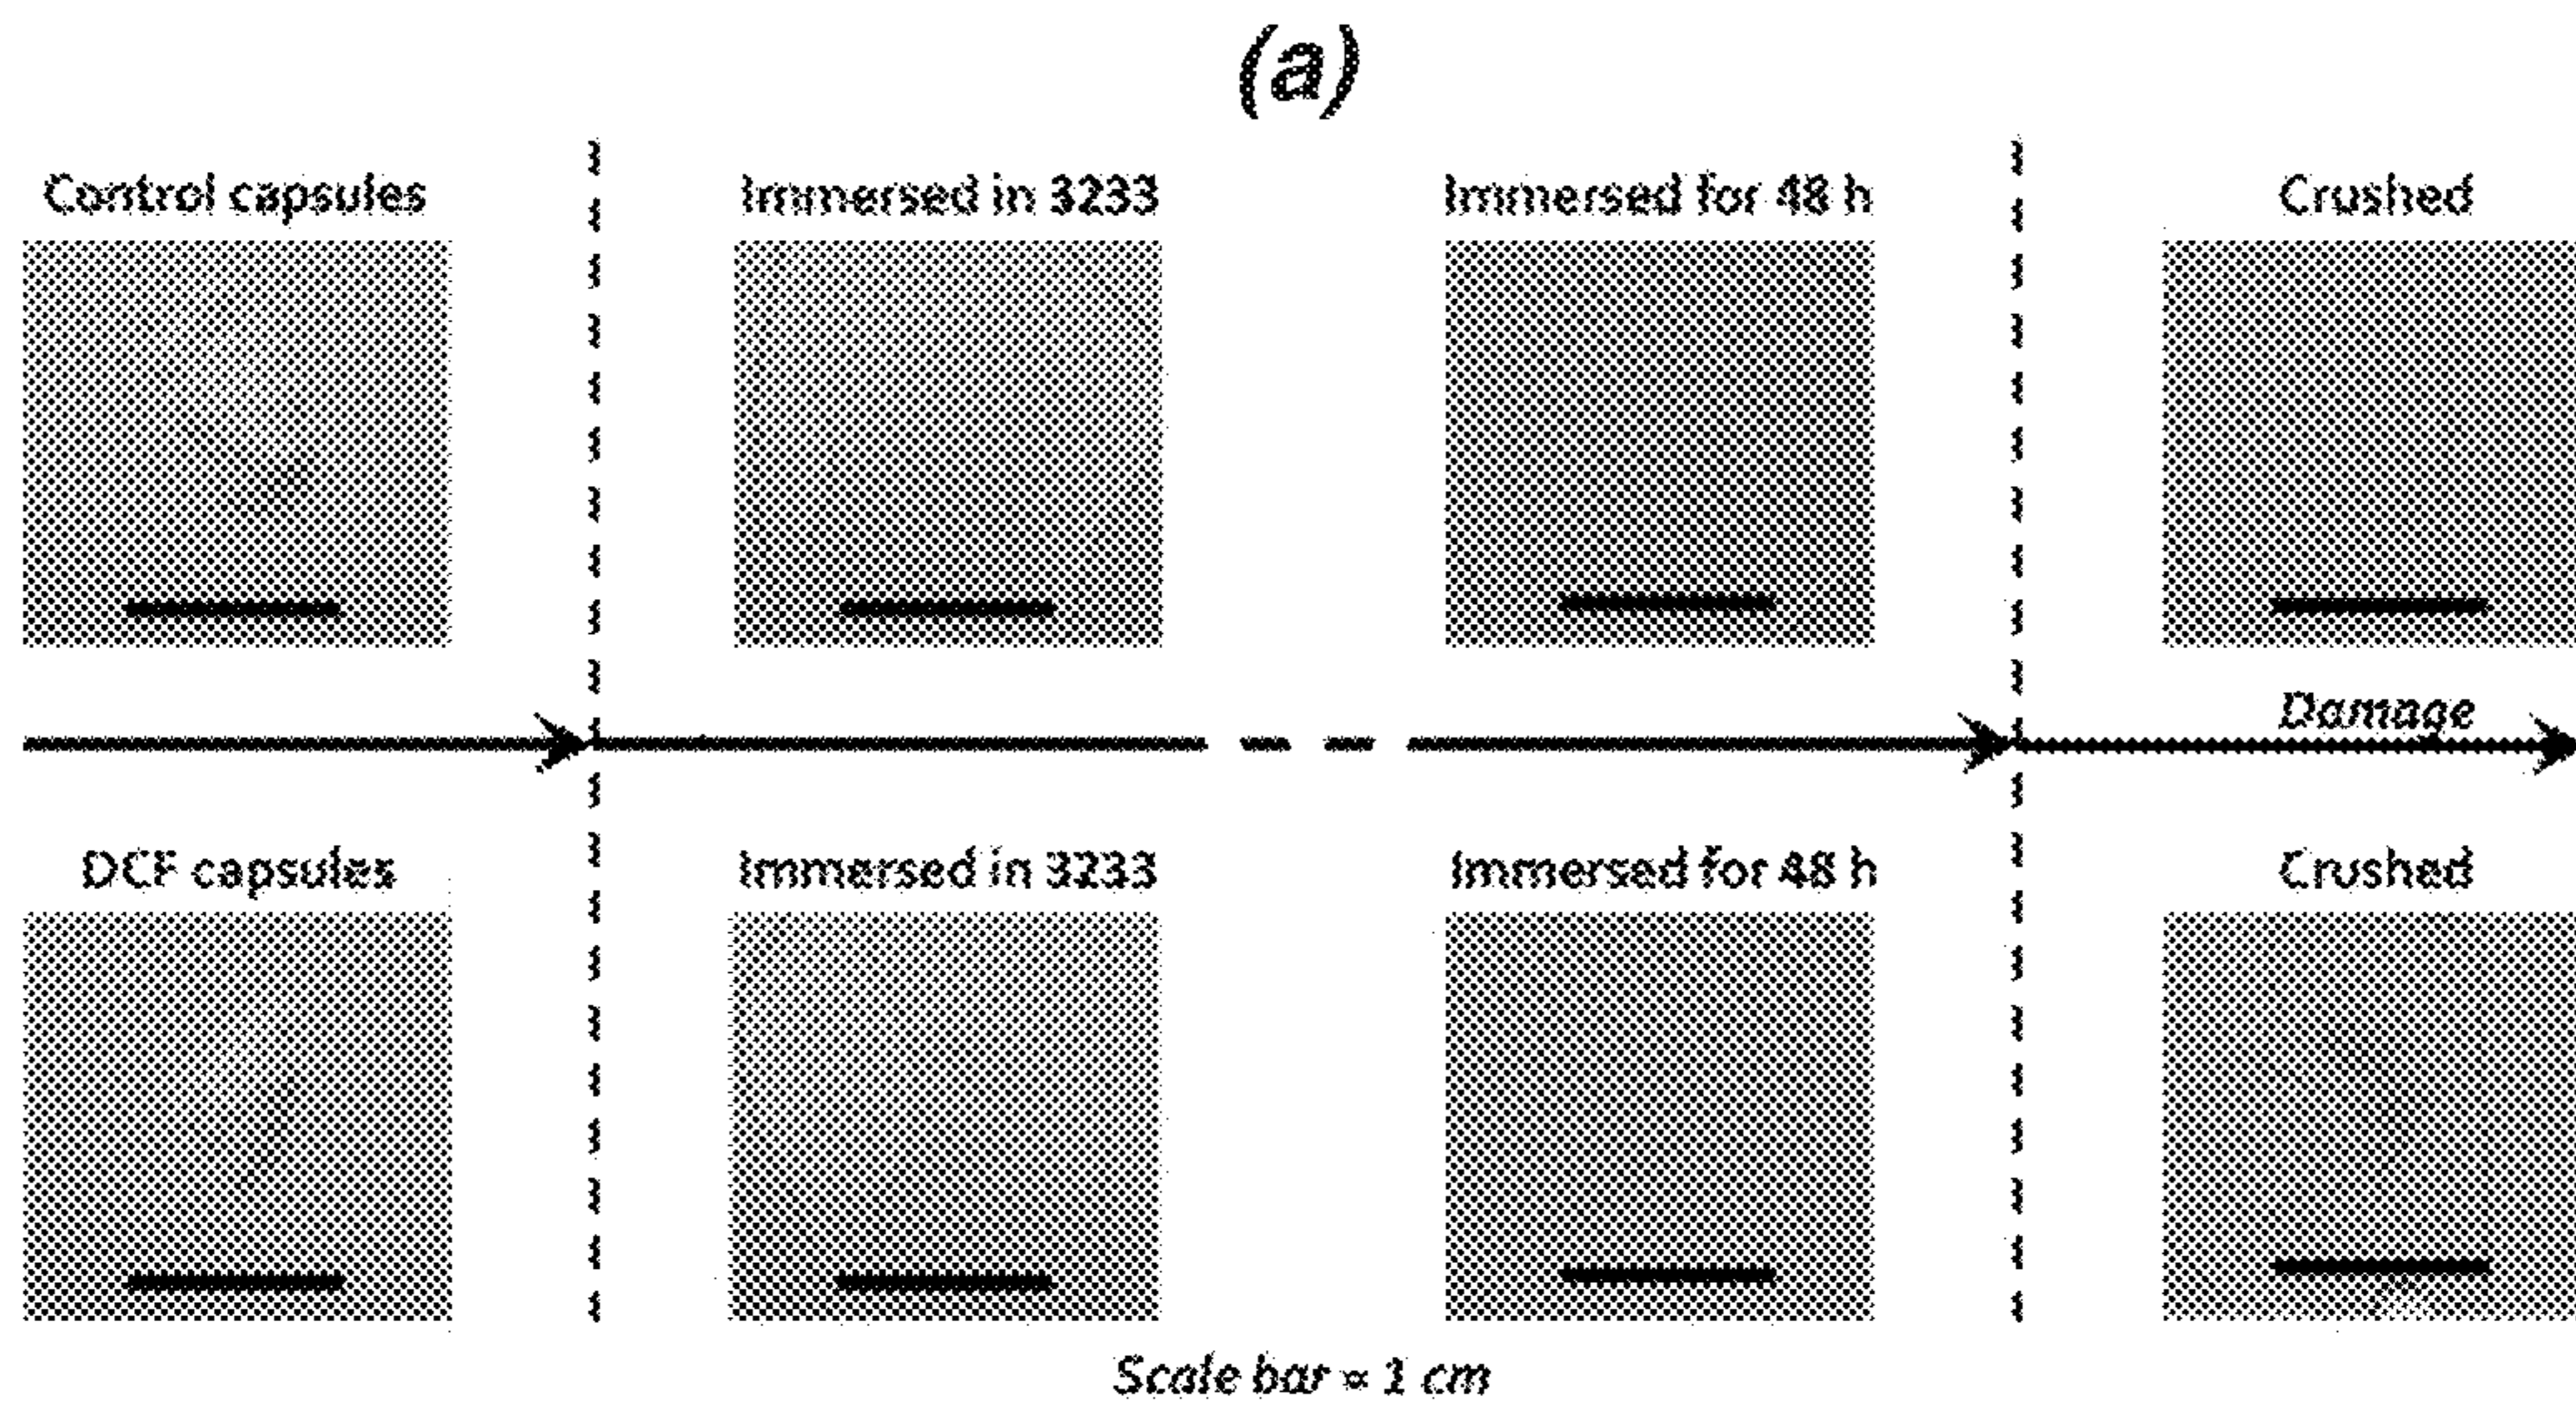 (a)
Control capsules
Immersed in 3233
Immersed for 48 h
Crushed
Damage
DCF capsules
Immersed in 3233
Immersed for 48 h
Crushed
Scale bar = 1 cm